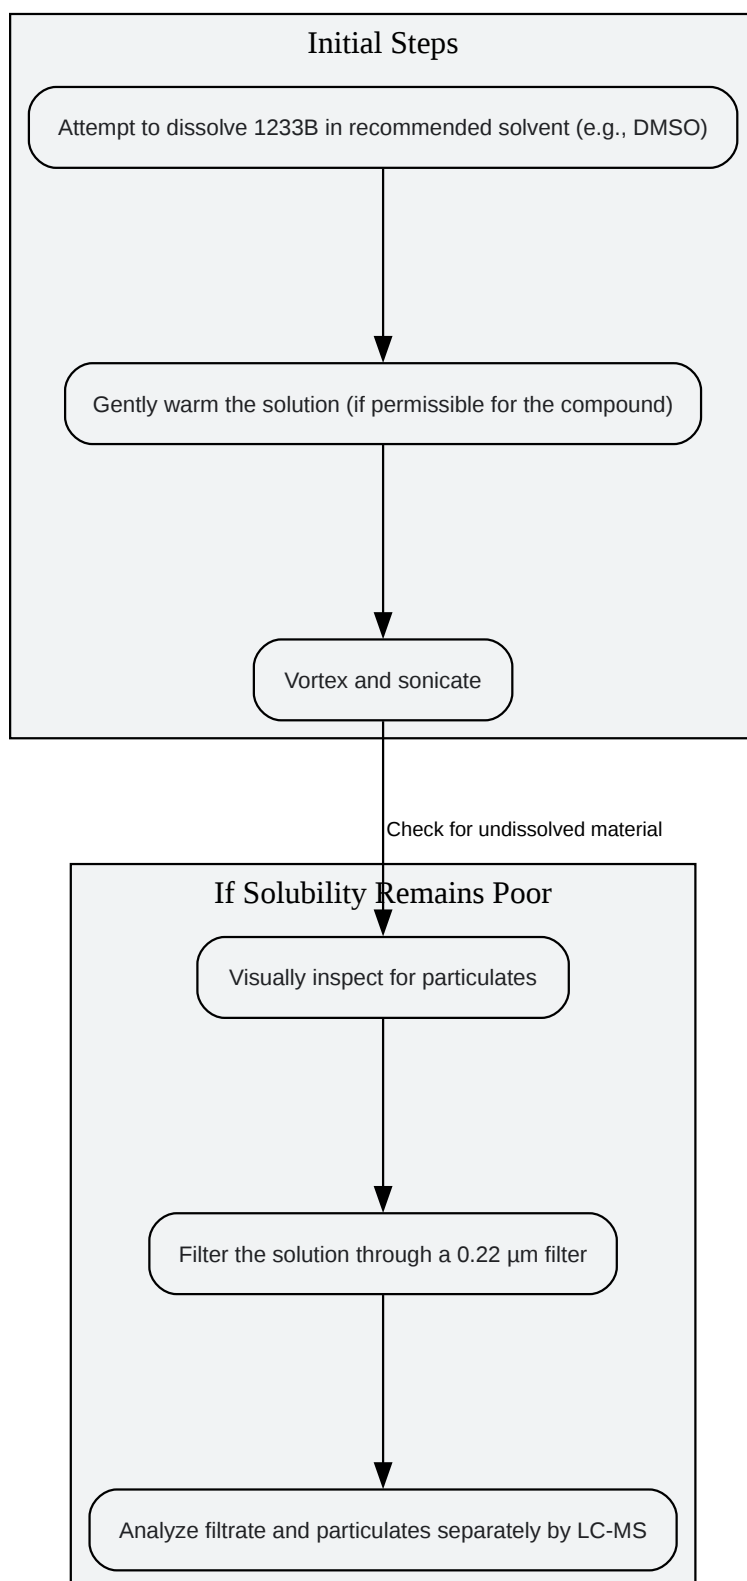 Initial Steps
Attempt to dissolve 1233B in recommended solvent (e.g., DMSO)
Gently warm the solution (if permissible for the compound)
Vortex and sonicate
Check for undissolved material
If Solubility Remains Poor
Visually inspect for particulates
Filter the solution through a 0.22 µm filter
Analyze filtrate and particulates separately by LC-MS